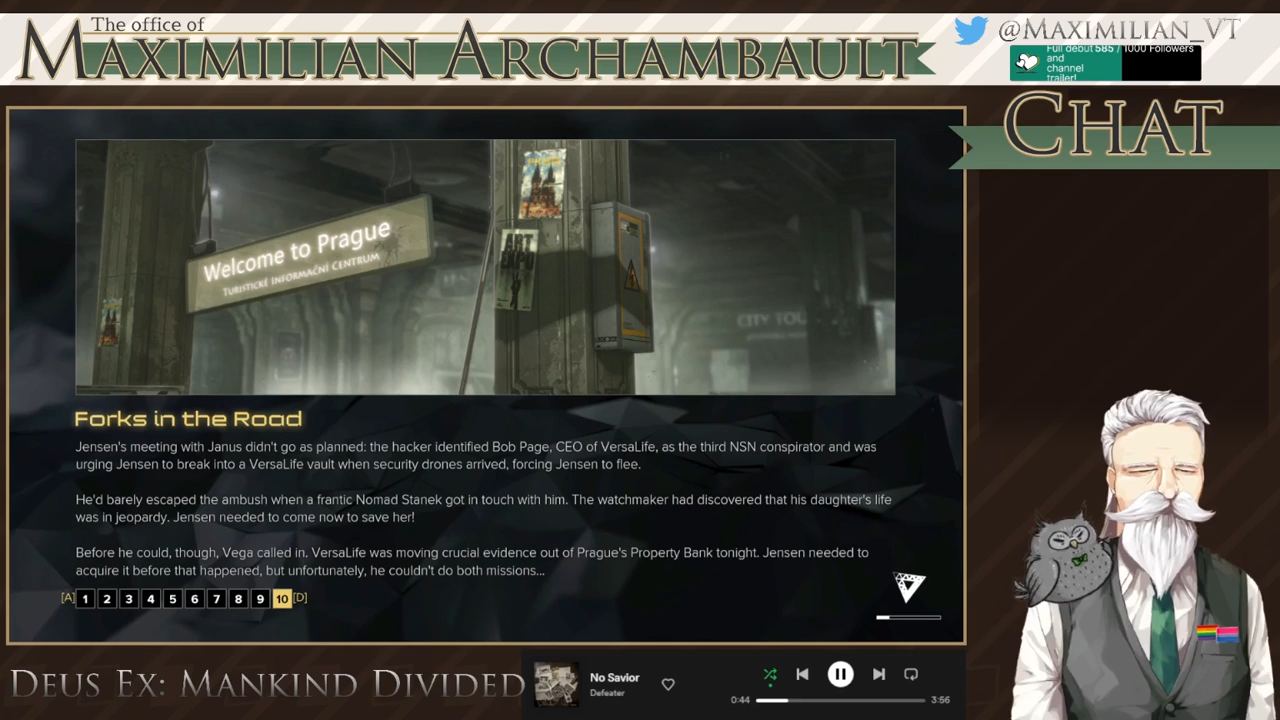 The office of
Maximilian Archambault
@Maximilian_VT
Full debut 585 / 1000 Followers
and
channel
trailer!
Chat
Welcome to Prague
Turistické Informační Centrum
ART
CITY TOU
Forks in the Road
Jensen's meeting with Janus didn't go as planned: the hacker identified Bob Page, CEO of VersaLife, as the third NSN conspirator and was
urging Jensen to break into a VersaLife vault when security drones arrived, forcing Jensen to flee.
He'd barely escaped the ambush when a frantic Nomad Stanek got in touch with him. The watchmaker had discovered that his daughter's life
was in jeopardy. Jensen needed to come now to save her!
Before he could, though, Vega called in. VersaLife was moving crucial evidence out of Prague's Property Bank tonight. Jensen needed to
acquire it before that happened, but unfortunately, he couldn't do both missions...
[A] 1 2 3 4 5 6 7 8 9 10 [D]
Deus Ex: Mankind Divided
No Savior
Defeater
0:44
3:56